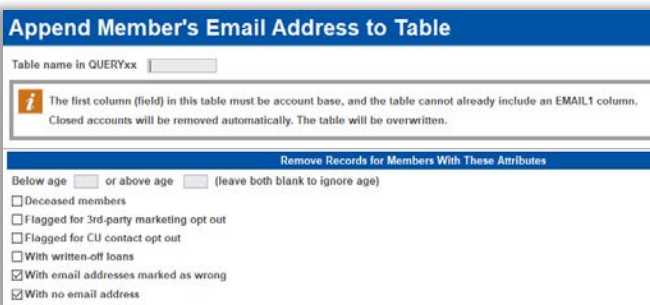 Append Member's Email Address to Table
Table name in QUERYxx
i The first column (field) in this table must be account base, and the table cannot already include an EMAIL1 column.
Closed accounts will be removed automatically. The table will be overwritten.
Remove Records for Members With These Attributes
Below age or above age (leave both blank to ignore age)
Deceased members
Flagged for 3rd-party marketing opt out
Flagged for CU contact opt out
With written-off loans
With email addresses marked as wrong
With no email address